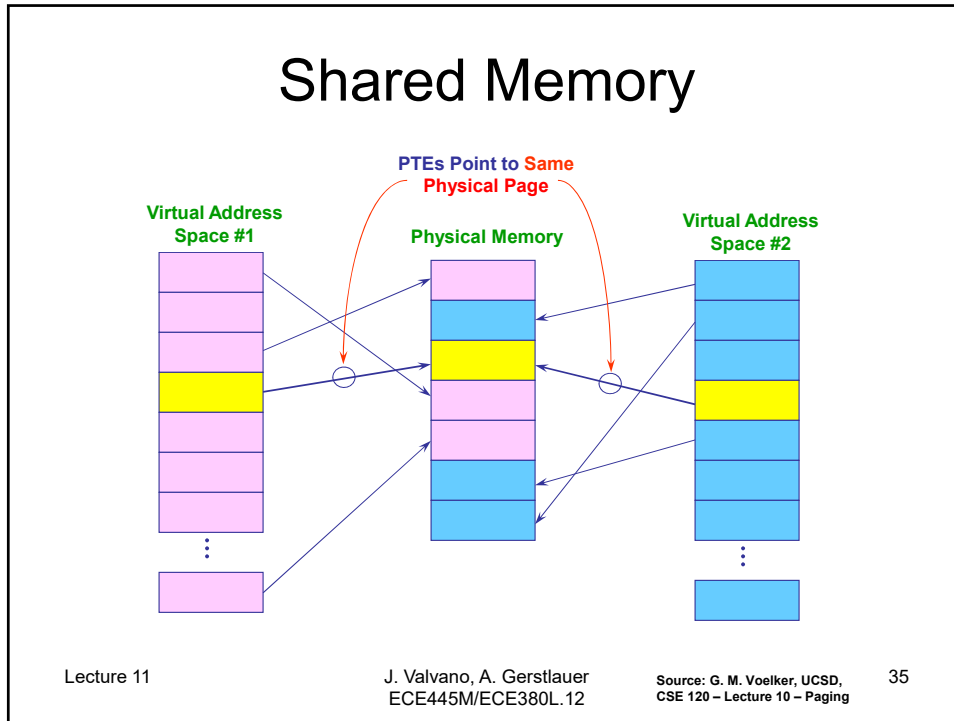 Shared Memory
PTEs Point to Same
Physical Page
Virtual Address
Space #1
Physical Memory
Virtual Address
Space #2
Lecture 11
J. Valvano, A. Gerstlauer
ECE445M/ECE380L.12
Source: G. M. Voelker, UCSD,
CSE 120 – Lecture 10 – Paging
35